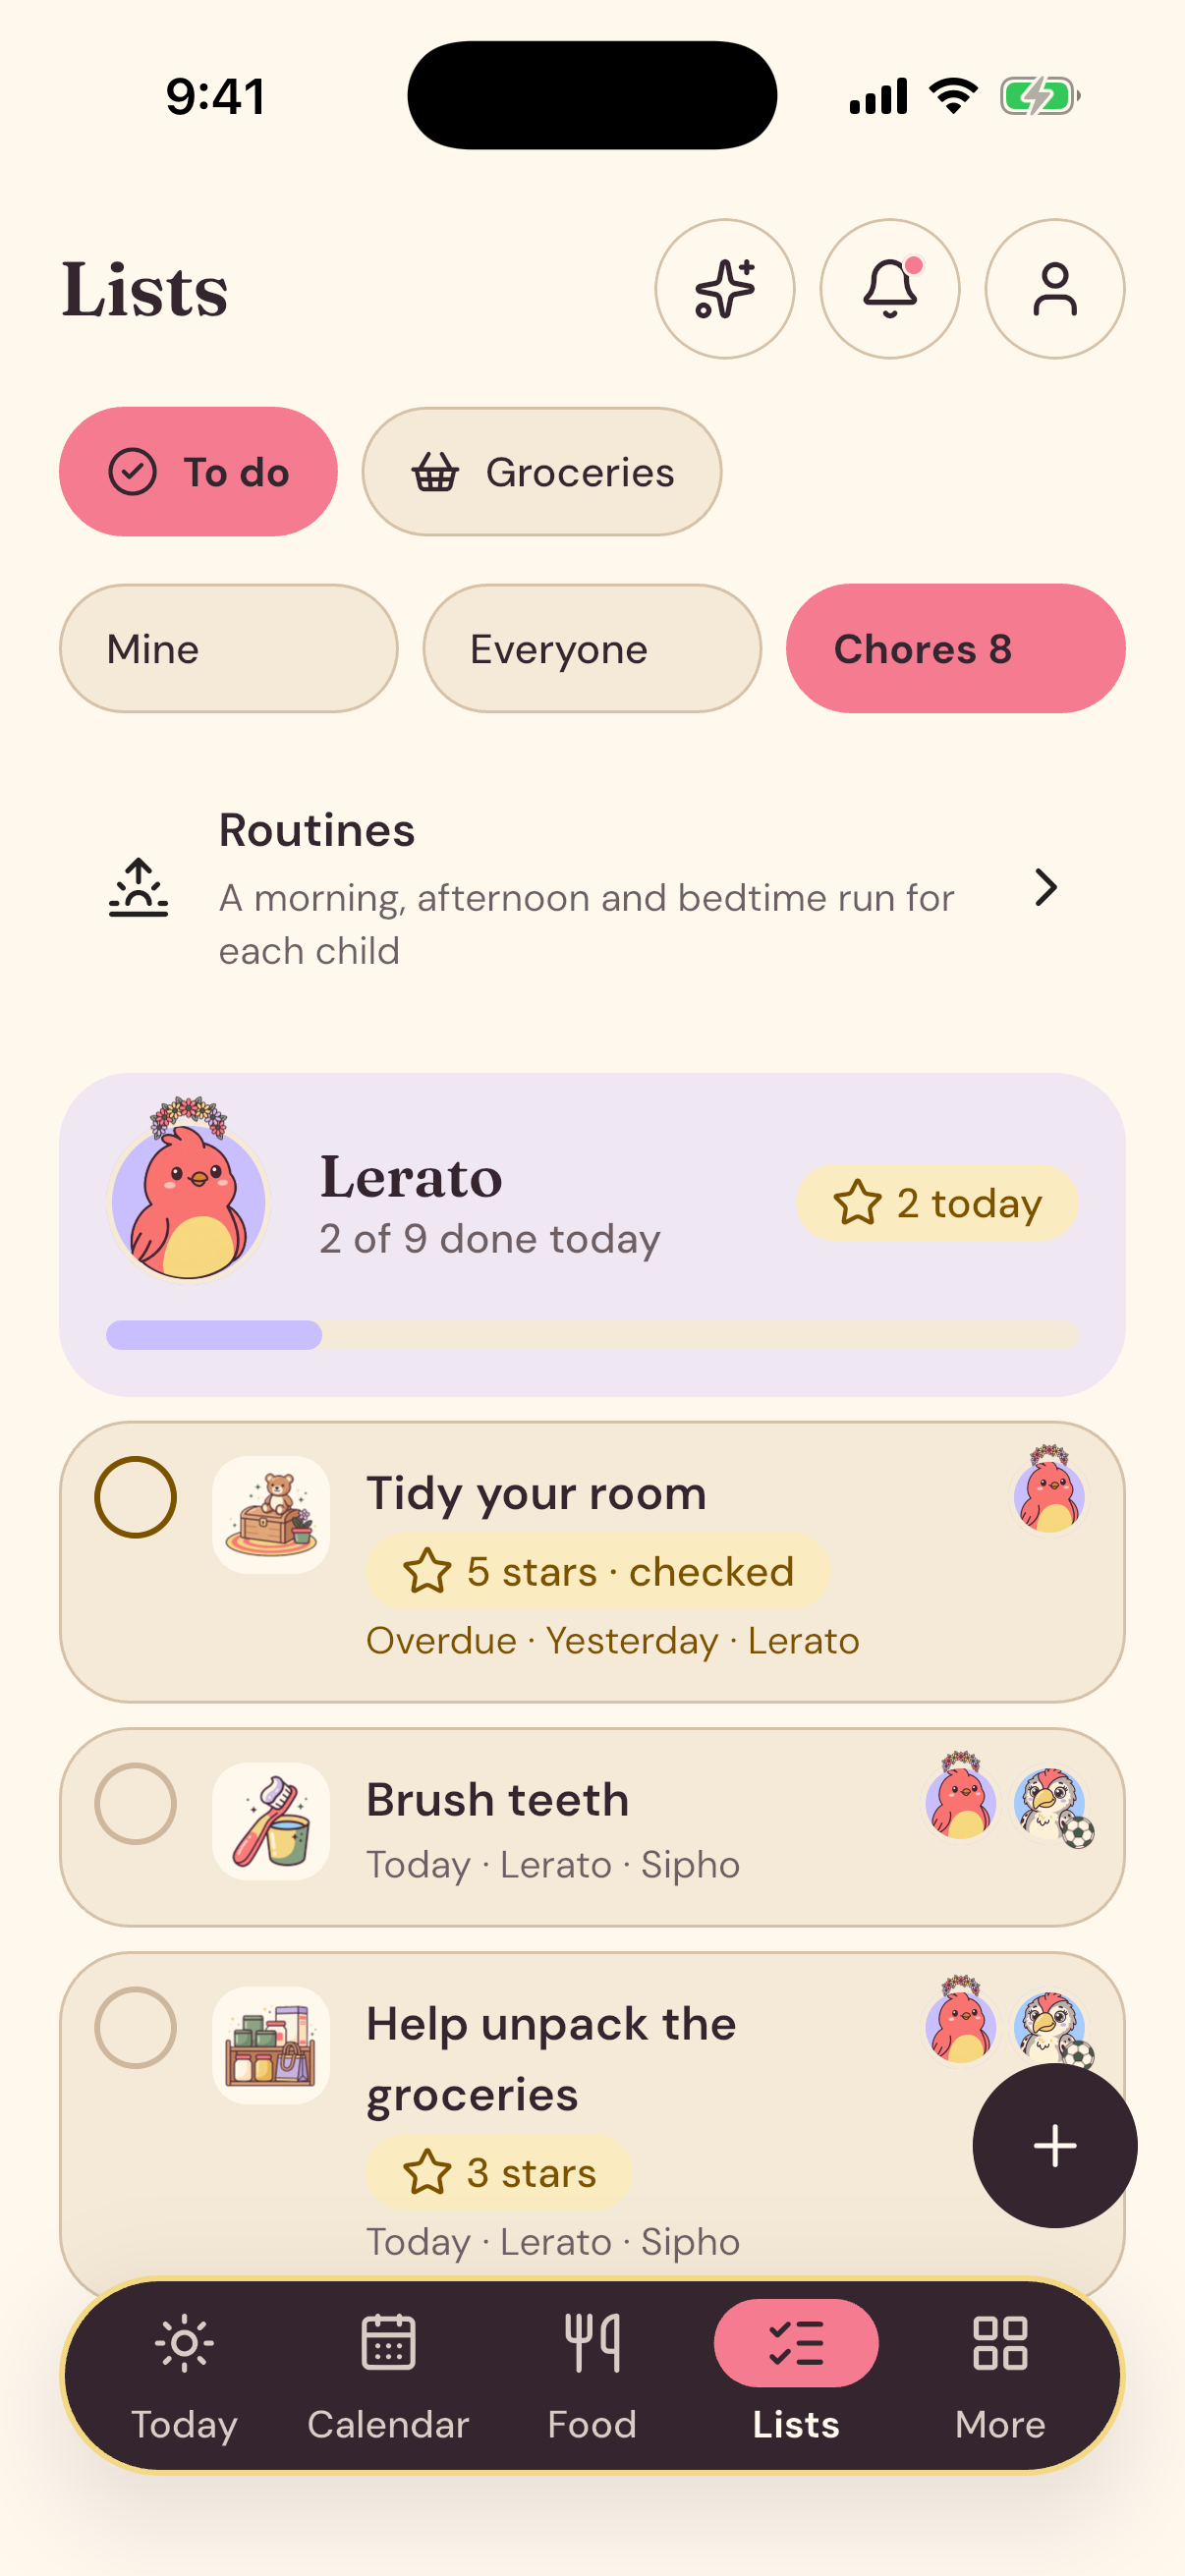 9:41
Lists
To do
Groceries
Mine
Everyone
Chores 8
Routines
A morning, afternoon and bedtime run for
each child
Lerato
2 of 9 done today
2 today
Tidy your room
5 stars · checked
Overdue · Yesterday · Lerato
Brush teeth
Today · Lerato · Sipho
Help unpack the
groceries
3 stars
Today · Lerato · Sipho
Today
Calendar
Food
Lists
More